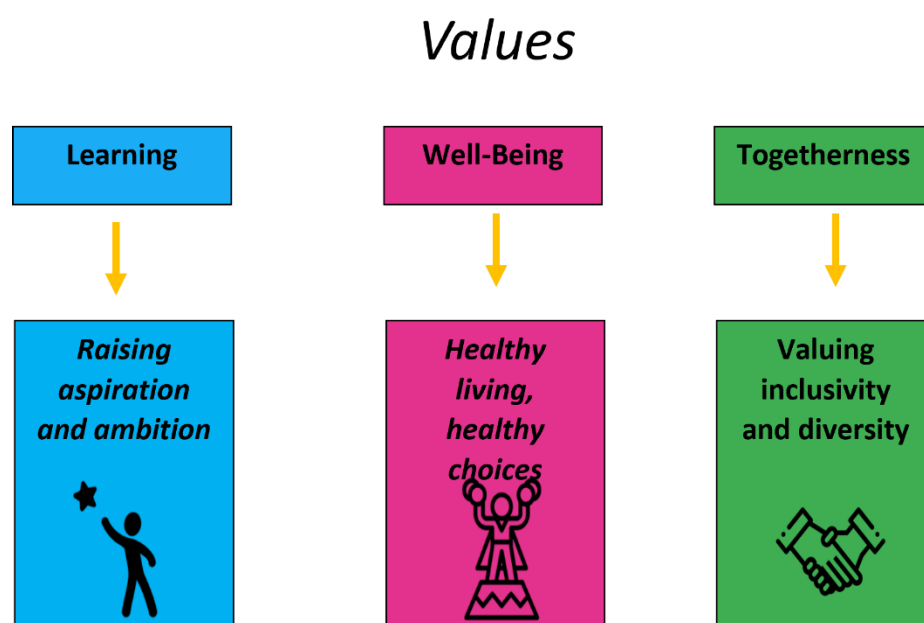 Values
Learning
Well-Being
Togetherness
Raising
aspiration
and ambition
Healthy
living,
healthy
choices
Valuing
inclusivity
and diversity